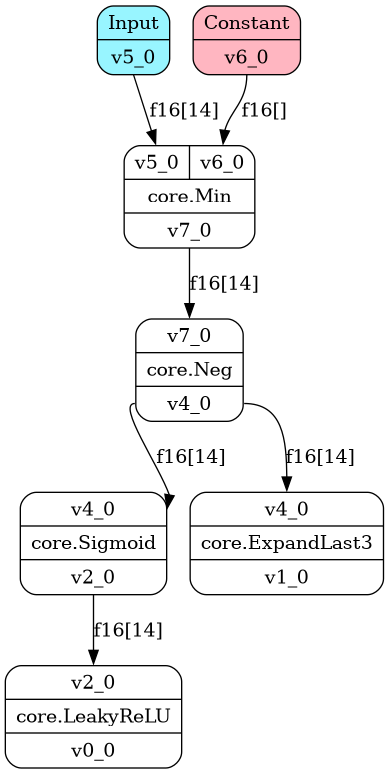 Input
v5_0
Constant
v6_0
f16[14]
f16[]
v5_0 v6_0
core.Min
v7_0
f16[14]
v7_0
core.Neg
v4_0
f16[14]
f16[14]
v4_0
core.Sigmoid
v2_0
v4_0
core.ExpandLast3
v1_0
f16[14]
v2_0
core.LeakyReLU
v0_0